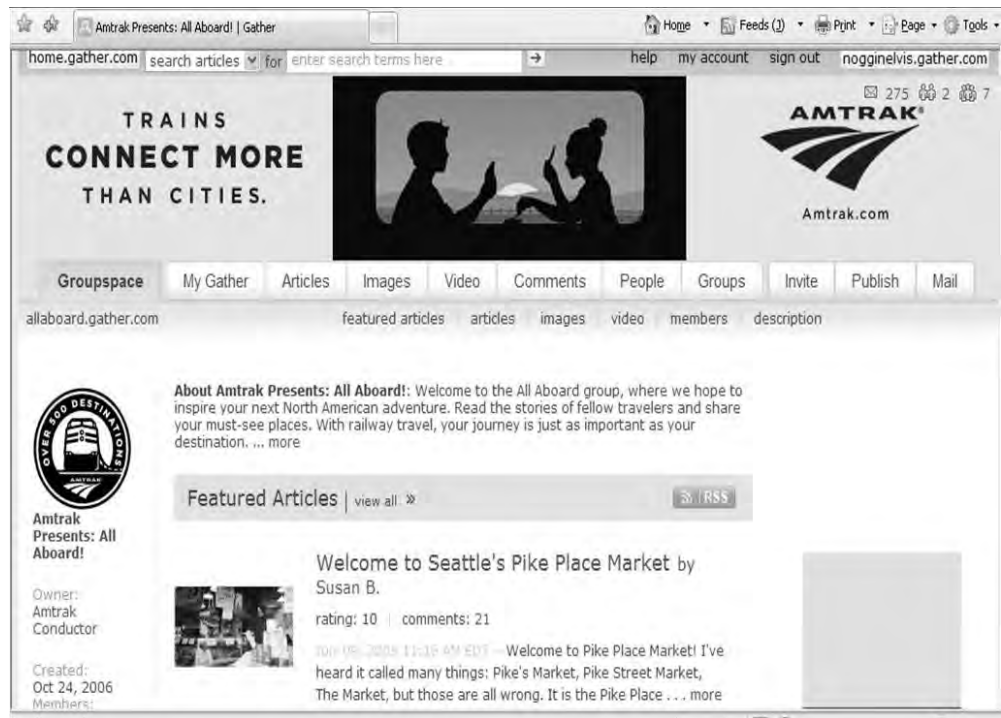 Amtrak Presents: All Aboard! | Gather
Home Feeds (J) Print Page Tools
home.gather.com search articles for enter search terms here help my account sign out nogginelvis.gather.com
275 2 7
TRAINS
CONNECT MORE
THAN CITIES.
AMTRAK®
Amtrak.com
Groupspace My Gather Articles Images Video Comments People Groups Invite Publish Mail
allaboard.gather.com featured articles articles images video members description
OVER 500 DESTINATIONS
AMTRAK
Amtrak
Presents: All
Aboard!
Owner:
Amtrak
Conductor
Created:
Oct 24, 2006
Members:
About Amtrak Presents: All Aboard!: Welcome to the All Aboard group, where we hope to
inspire your next North American adventure. Read the stories of fellow travelers and share
your must-see places. With railway travel, your journey is just as important as your
destination. ... more
Featured Articles | view all »
RSS
Welcome to Seattle's Pike Place Market by
Susan B.
rating: 10 | comments: 21
11:16 AM EDT — Welcome to Pike Place Market! I've
heard it called many things: Pike's Market, Pike Street Market,
The Market, but those are all wrong. It is the Pike Place . . . more